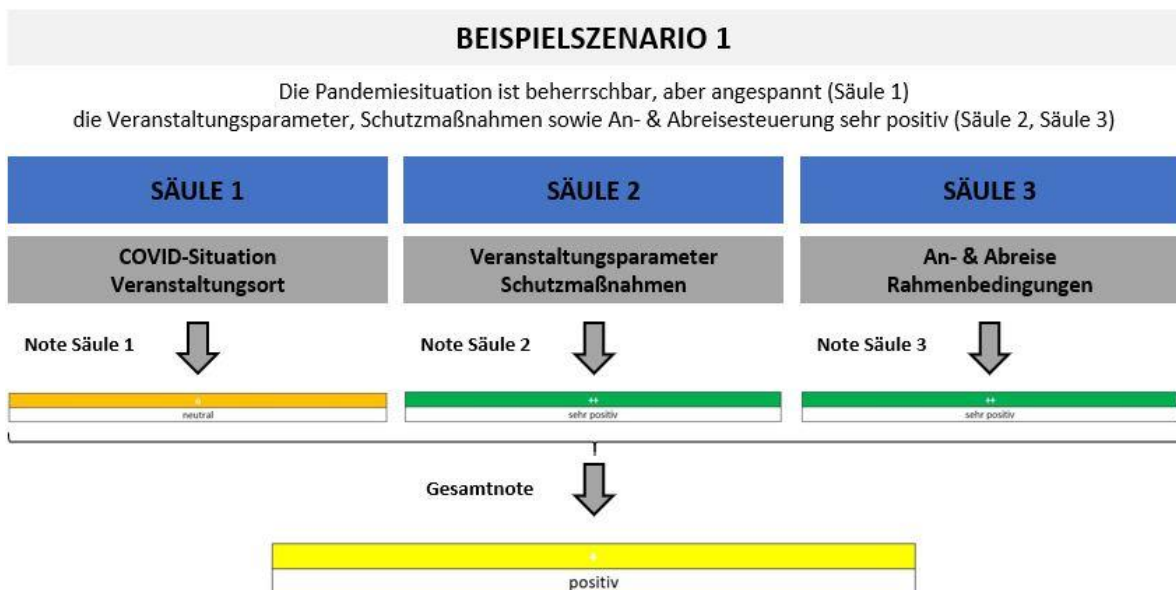 BEISPIELSZENARIO 1
Die Pandemiesituation ist beherrschbar, aber angespannt (Säule 1)
die Veranstaltungsparameter, Schutzmaßnahmen sowie An- & Abreisesteuerung sehr positiv (Säule 2, Säule 3)
SÄULE 1
SÄULE 2
SÄULE 3
COVID-Situation
Veranstaltungsort
Veranstaltungsparameter
Schutzmaßnahmen
An- & Abreise
Rahmenbedingungen
Note Säule 1
Note Säule 2
Note Säule 3
neutral
++
sehr positiv
++
sehr positiv
Gesamtnote
positiv